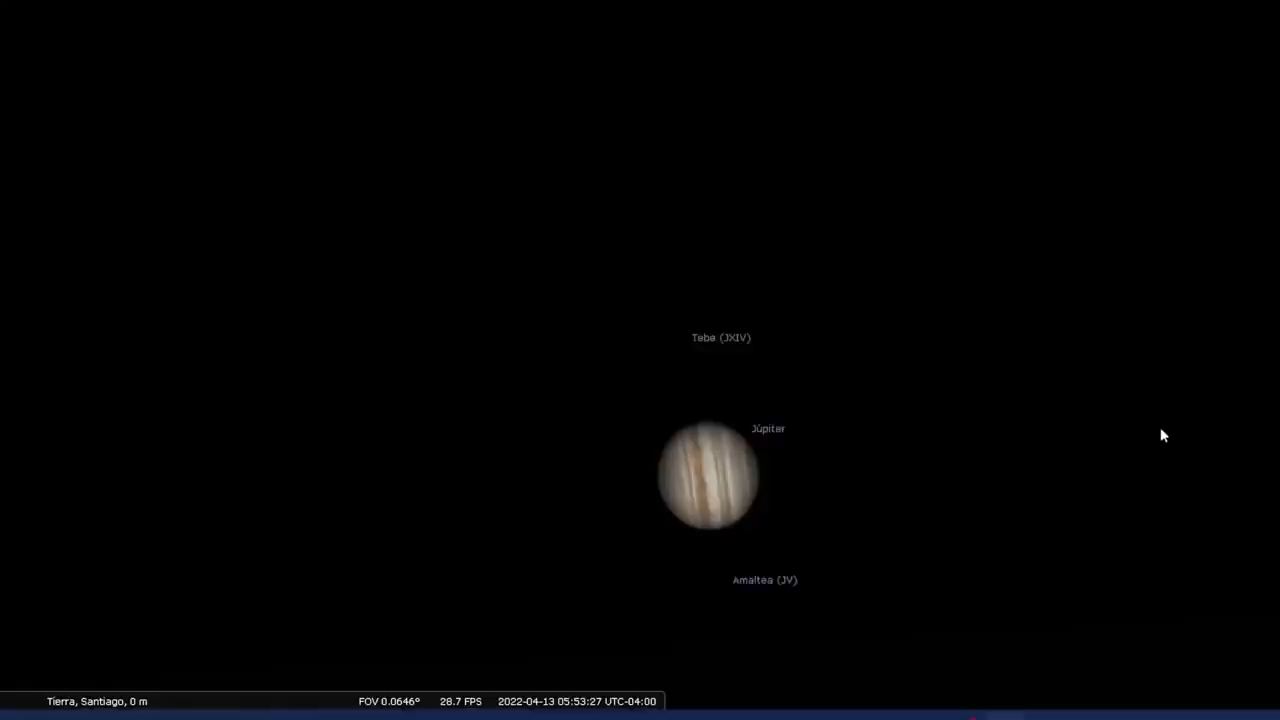 Tebe (JXIV)
Júpiter
Amaltea (JV)
Tierra, Santiago, 0 m FOV 0.0646° 28.7 FPS 2022-04-13 05:53:27 UTC-04:00